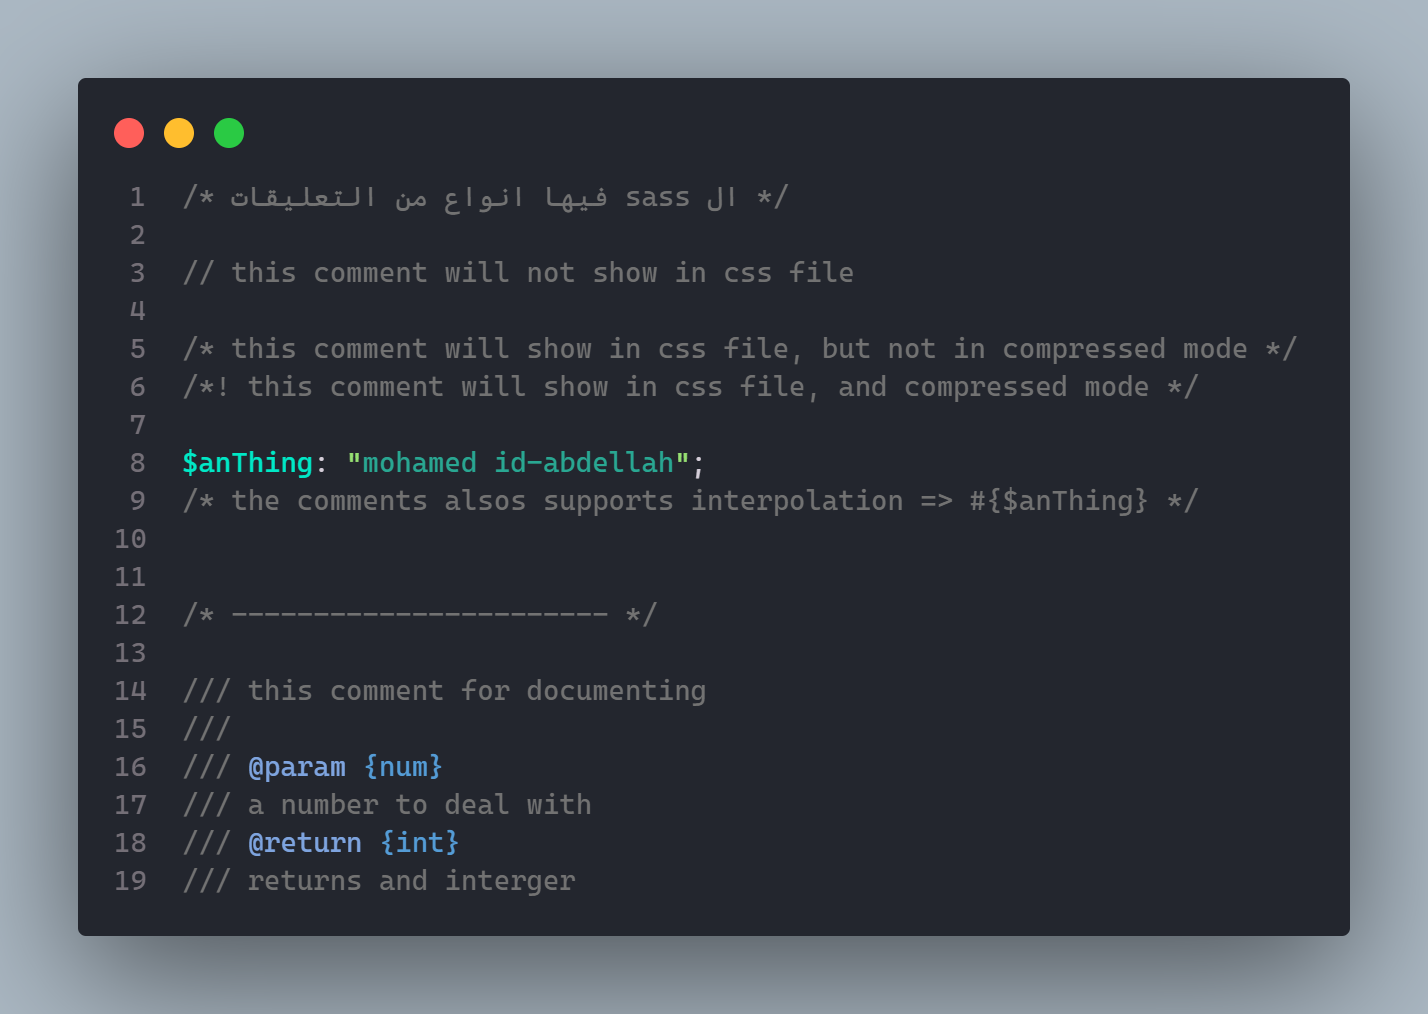 1 /* ال sass فيها انواع من التعليقات */
2
3 // this comment will not show in css file
4
5 /* this comment will show in css file, but not in compressed mode */
6 /*! this comment will show in css file, and compressed mode */
7
8 $anThing: "mohamed id-abdellah";
9 /* the comments alsos supports interpolation => #{$anThing} */
10
11
12 /* ----------------------- */
13
14 /// this comment for documenting
15 ///
16 /// @param {num}
17 /// a number to deal with
18 /// @return {int}
19 /// returns and interger